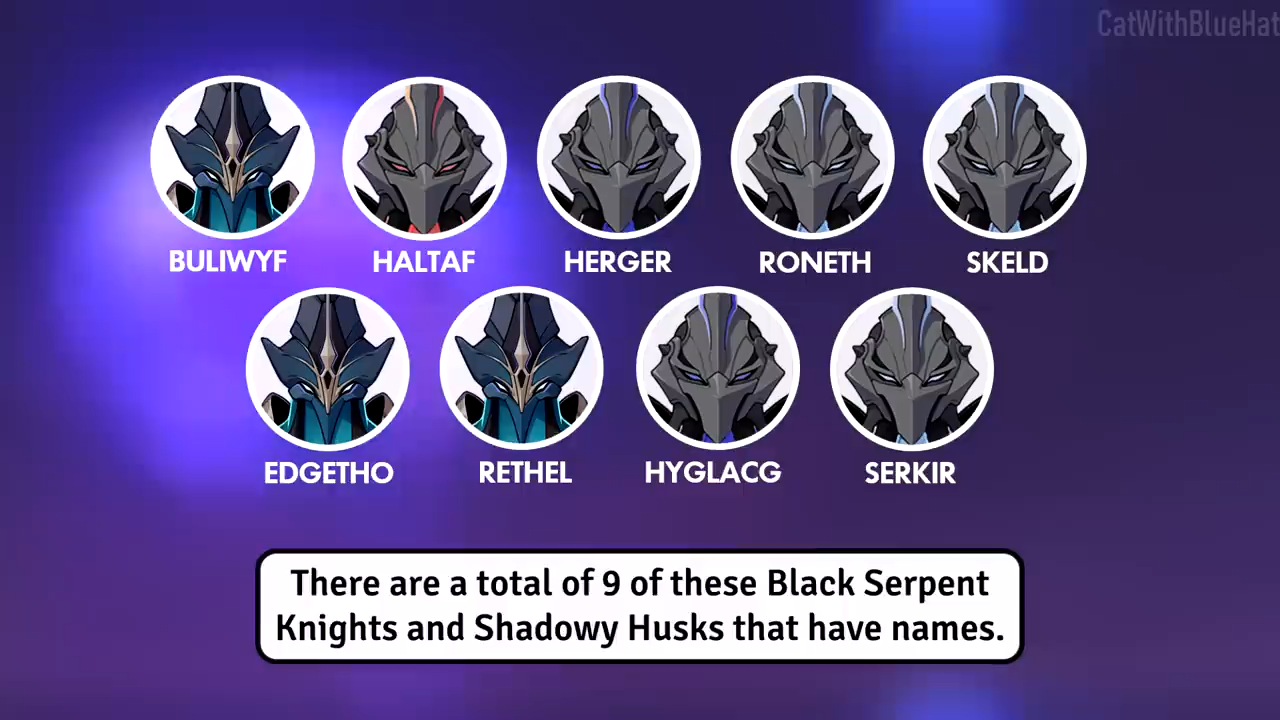 CatWithBlueHat
BULIWYF
HALTAF
HERGER
RONETH
SKELD
EDGETHO
RETHEL
HYGLACG
SERKIR
There are a total of 9 of these Black Serpent
Knights and Shadowy Husks that have names.